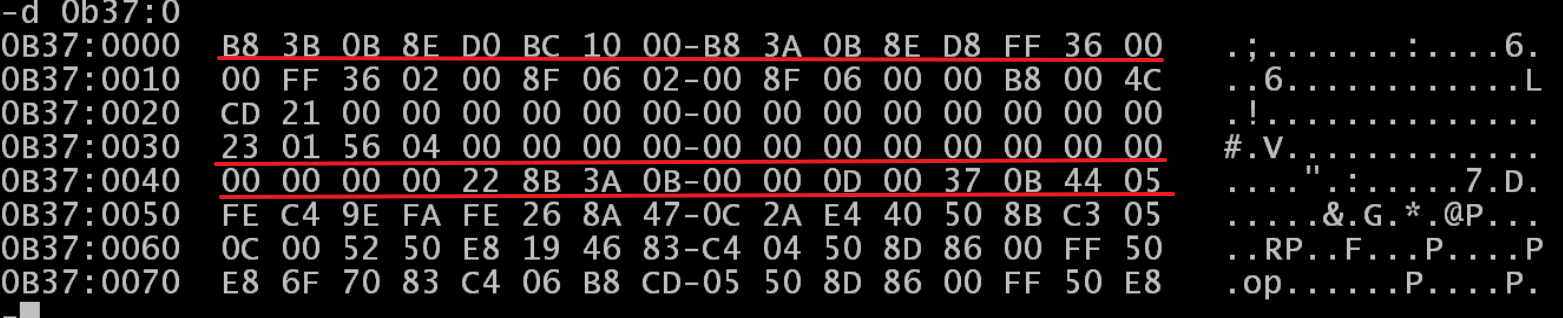 -d 0b37:0
0B37:0000 B8 3B 0B 8E D0 BC 10 00-B8 3A 0B 8E D8 FF 36 00 .;.......:....6.
0B37:0010 00 FF 36 02 00 8F 06 02-00 8F 06 00 00 B8 00 4C ..6............L
0B37:0020 CD 21 00 00 00 00 00 00-00 00 00 00 00 00 00 00 .!..............
0B37:0030 23 01 56 04 00 00 00 00-00 00 00 00 00 00 00 00 #.V.............
0B37:0040 00 00 00 00 22 8B 3A 0B-00 00 0D 00 37 0B 44 05 ....".:.....7.D.
0B37:0050 FE C4 9E FA FE 26 8A 47-0C 2A E4 40 50 8B C3 05 .....&.G.*.@P...
0B37:0060 0C 00 52 50 E8 19 46 83-C4 04 50 8D 86 00 FF 50 ..RP..F...P....P
0B37:0070 E8 6F 70 83 C4 06 B8 CD-05 50 8D 86 00 FF 50 E8 .op......P....P.
-